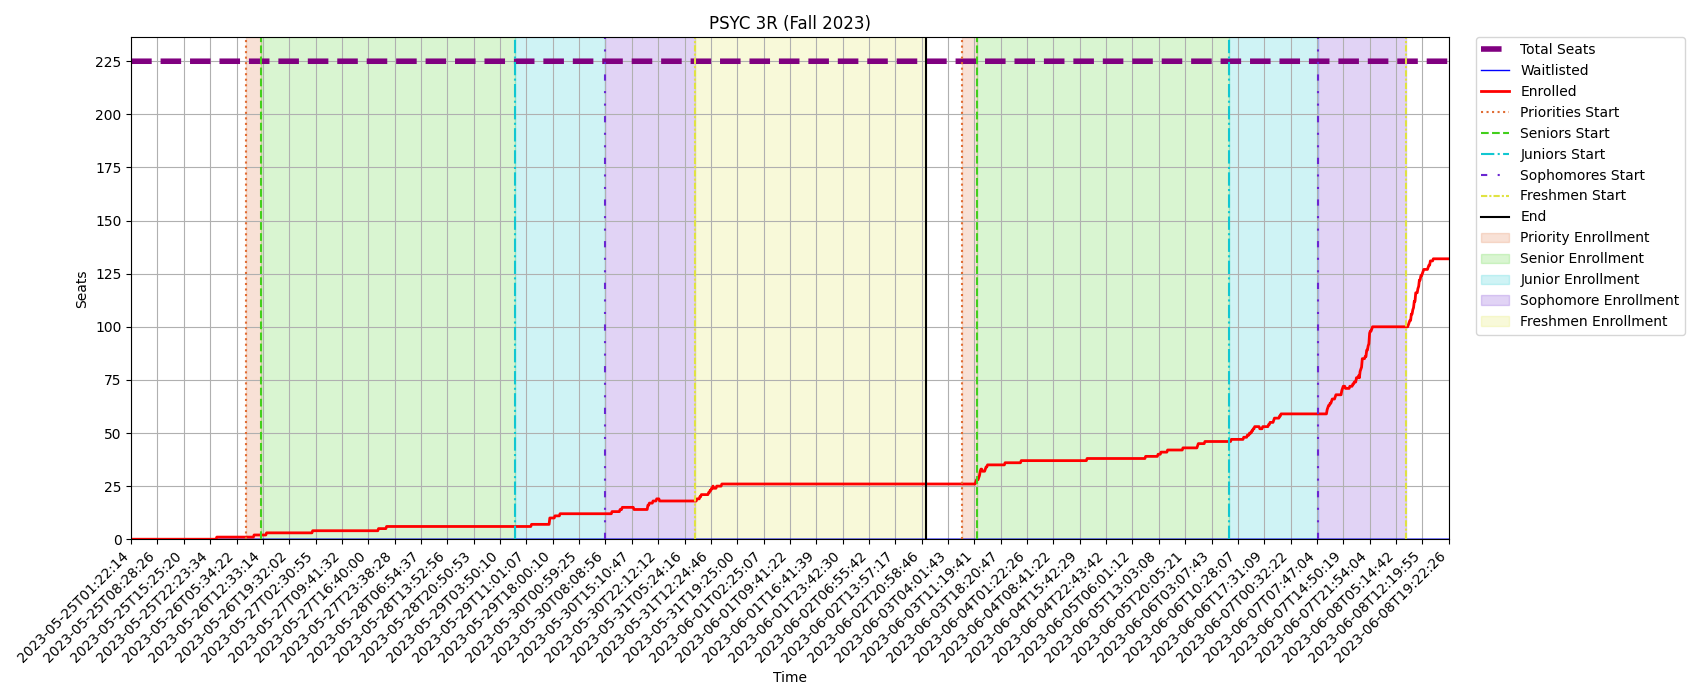 PSYC 3R (Fall 2023)
Seats
225
200
175
150
125
100
75
50
25
0
2023-05-25T01:22:14
2023-05-25T08:28:26
2023-05-25T15:25:20
2023-05-25T22:23:34
2023-05-26T05:34:22
2023-05-26T12:33:14
2023-05-26T19:32:02
2023-05-27T02:30:55
2023-05-27T09:41:32
2023-05-27T16:40:00
2023-05-27T23:38:28
2023-05-28T06:54:37
2023-05-28T13:52:56
2023-05-28T20:50:53
2023-05-29T03:50:10
2023-05-29T11:01:07
2023-05-29T18:00:10
2023-05-30T00:59:25
2023-05-30T08:08:56
2023-05-30T15:10:47
2023-05-30T22:12:12
2023-05-31T05:24:16
2023-05-31T12:24:46
2023-05-31T19:25:00
2023-06-01T02:25:07
2023-06-01T09:41:22
2023-06-01T16:41:39
2023-06-01T23:42:30
2023-06-02T06:55:42
2023-06-02T13:57:17
2023-06-02T20:58:46
2023-06-03T04:01:43
2023-06-03T11:19:41
2023-06-03T18:20:47
2023-06-04T01:22:26
2023-06-04T08:41:22
2023-06-04T15:42:29
2023-06-04T22:43:42
2023-06-05T06:01:12
2023-06-05T13:03:08
2023-06-05T20:05:21
2023-06-06T03:07:43
2023-06-06T10:28:07
2023-06-06T17:31:09
2023-06-07T00:32:22
2023-06-07T07:47:04
2023-06-07T14:50:19
2023-06-07T21:54:04
2023-06-08T05:14:42
2023-06-08T12:19:55
2023-06-08T19:22:26
Time
Total Seats
Waitlisted
Enrolled
Priorities Start
Seniors Start
Juniors Start
Sophomores Start
Freshmen Start
End
Priority Enrollment
Senior Enrollment
Junior Enrollment
Sophomore Enrollment
Freshmen Enrollment